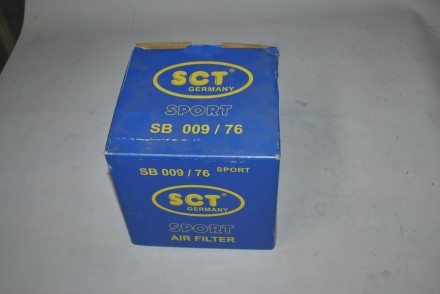 SCT®
GERMANY
SPORT
SB 009 / 76
SB 009 / 76 SPORT
SCT®
GERMANY
SPORT
AIR FILTER